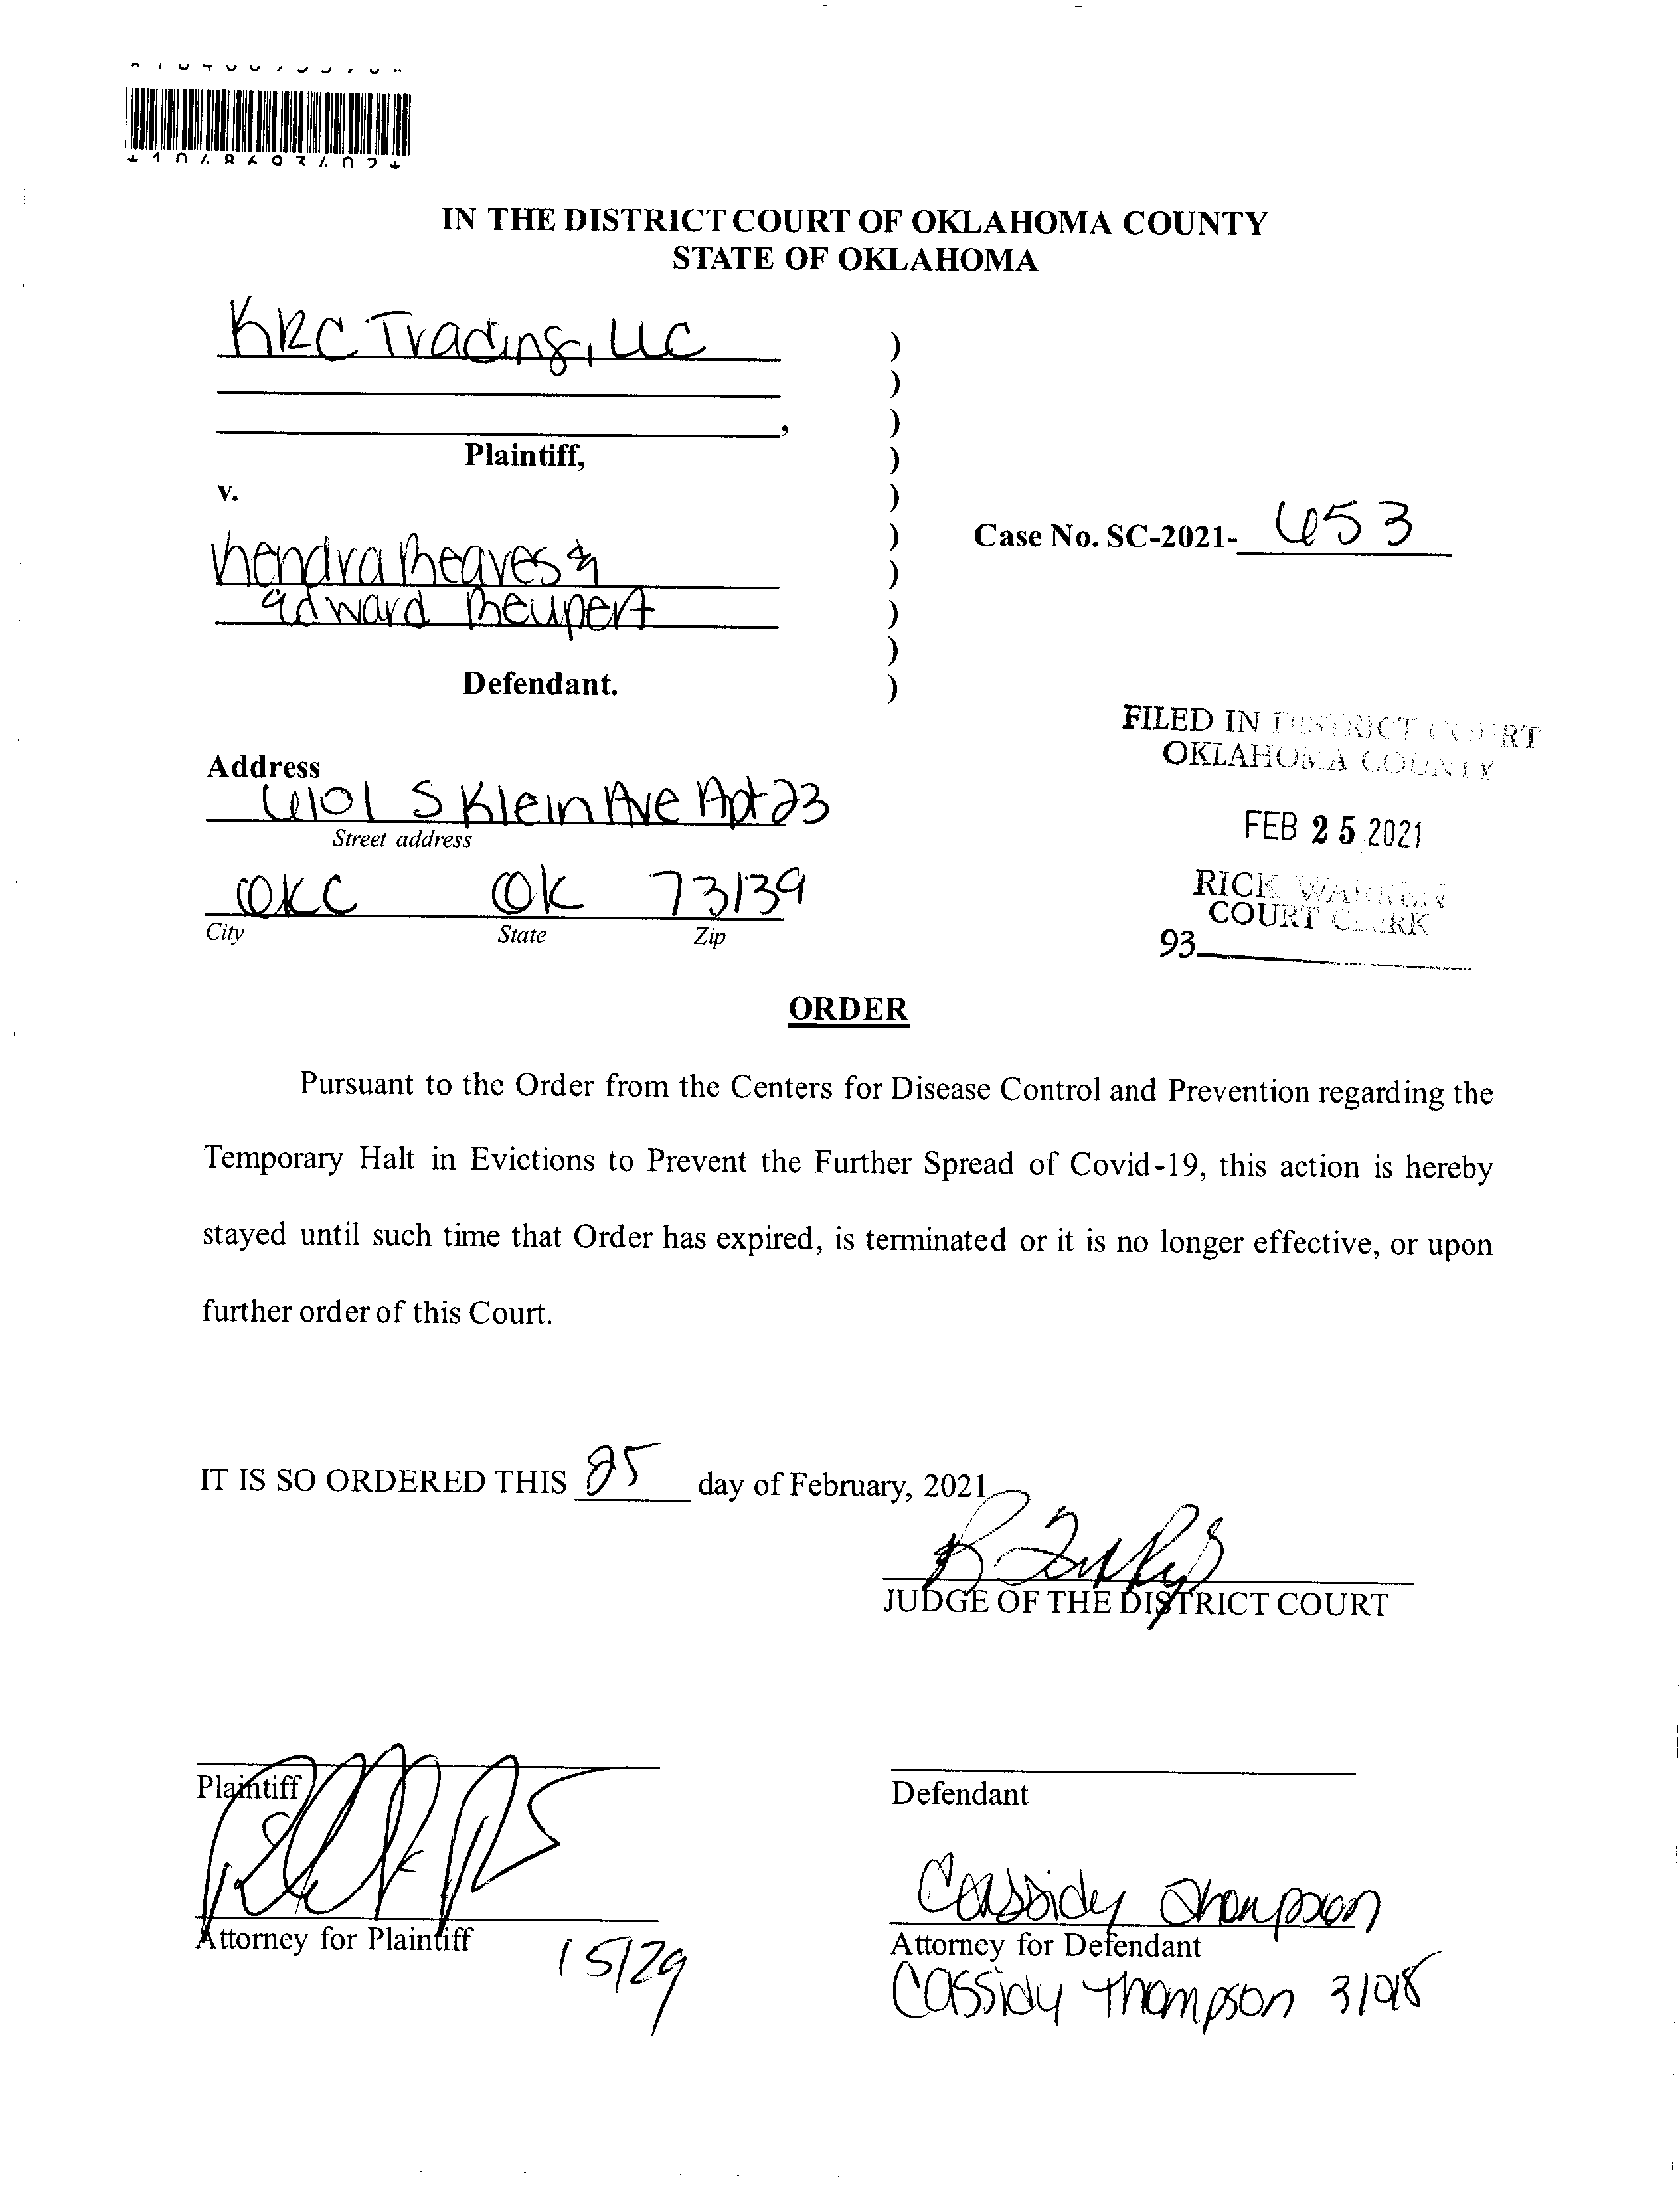 IN THE DISTRICT COURT OF OKLAHOMA COUNTY
STATE OF OKLAHOMA
KRC Trading, LLC
Plaintiff,
v.
Kendra Reaves &
Edward Reupert
Defendant.
Case No. SC-2021- 653
FILED IN DISTRICT COURT
OKLAHOMA COUNTY
FEB 25 2021
RICK WARREN
COURT CLERK
93
Address
6101 S Klein Ave Apt 23
Street address
OKC OK 73139
City State Zip
ORDER
Pursuant to the Order from the Centers for Disease Control and Prevention regarding the
Temporary Halt in Evictions to Prevent the Further Spread of Covid-19, this action is hereby
stayed until such time that Order has expired, is terminated or it is no longer effective, or upon
further order of this Court.
IT IS SO ORDERED THIS 25 day of February, 2021
JUDGE OF THE DISTRICT COURT
Plaintiff
Defendant
Cassidy Thompson
Attorney for Plaintiff 15129
Attorney for Defendant
Cassidy Thompson 31918